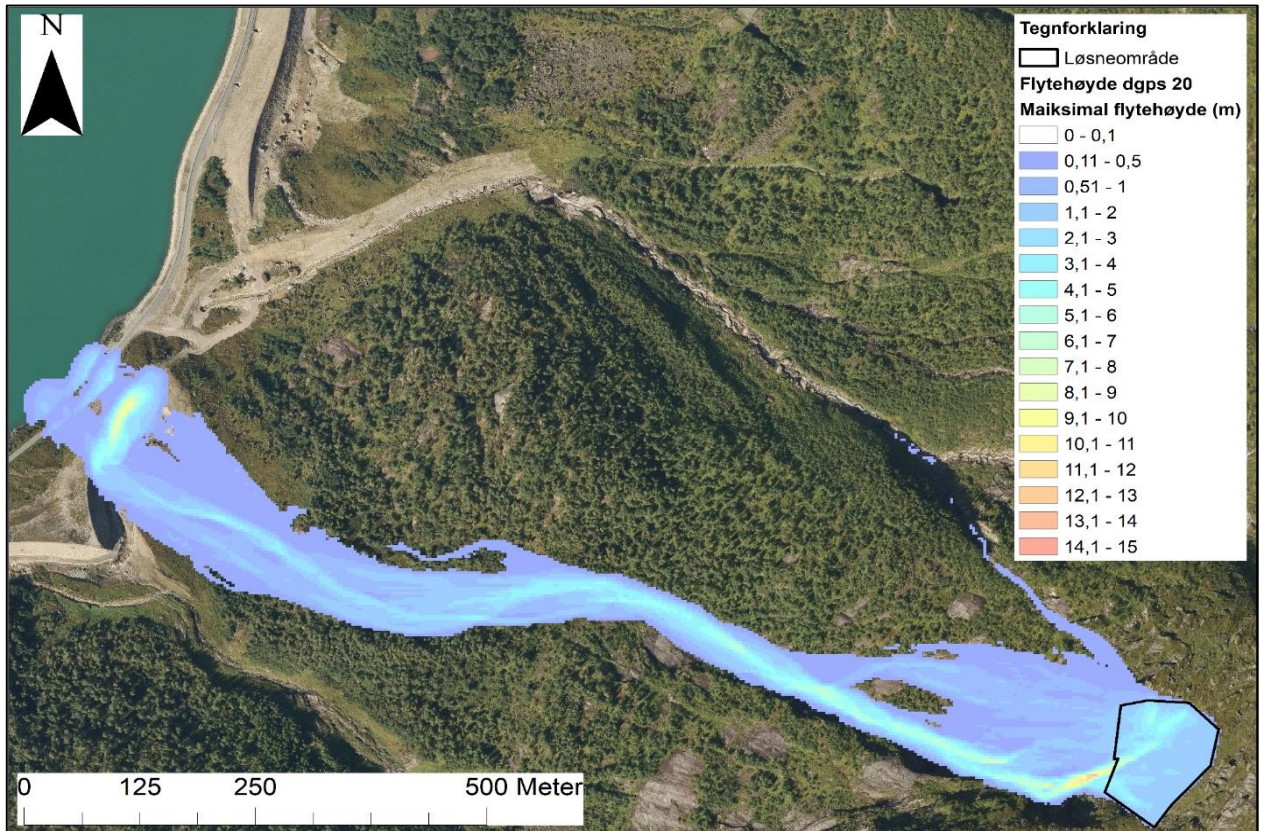 N
Tegnforklaring
Løsneområde
Flytehøyde dgps 20
Maiksimal flytehøyde (m)
0 - 0,1
0,11 - 0,5
0,51 - 1
1,1 - 2
2,1 - 3
3,1 - 4
4,1 - 5
5,1 - 6
6,1 - 7
7,1 - 8
8,1 - 9
9,1 - 10
10,1 - 11
11,1 - 12
12,1 - 13
13,1 - 14
14,1 - 15
0 125 250 500 Meter